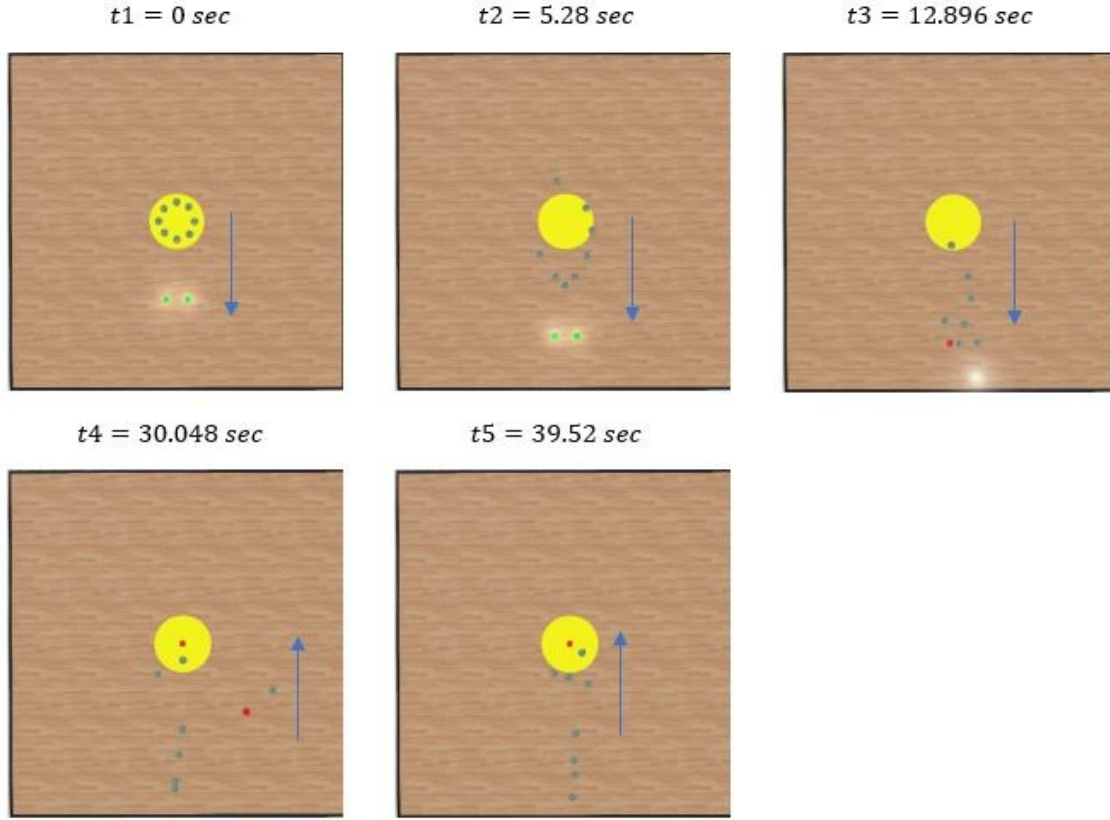 t1 = 0 sec
t2 = 5.28 sec
t3 = 12.896 sec
t4 = 30.048 sec
t5 = 39.52 sec